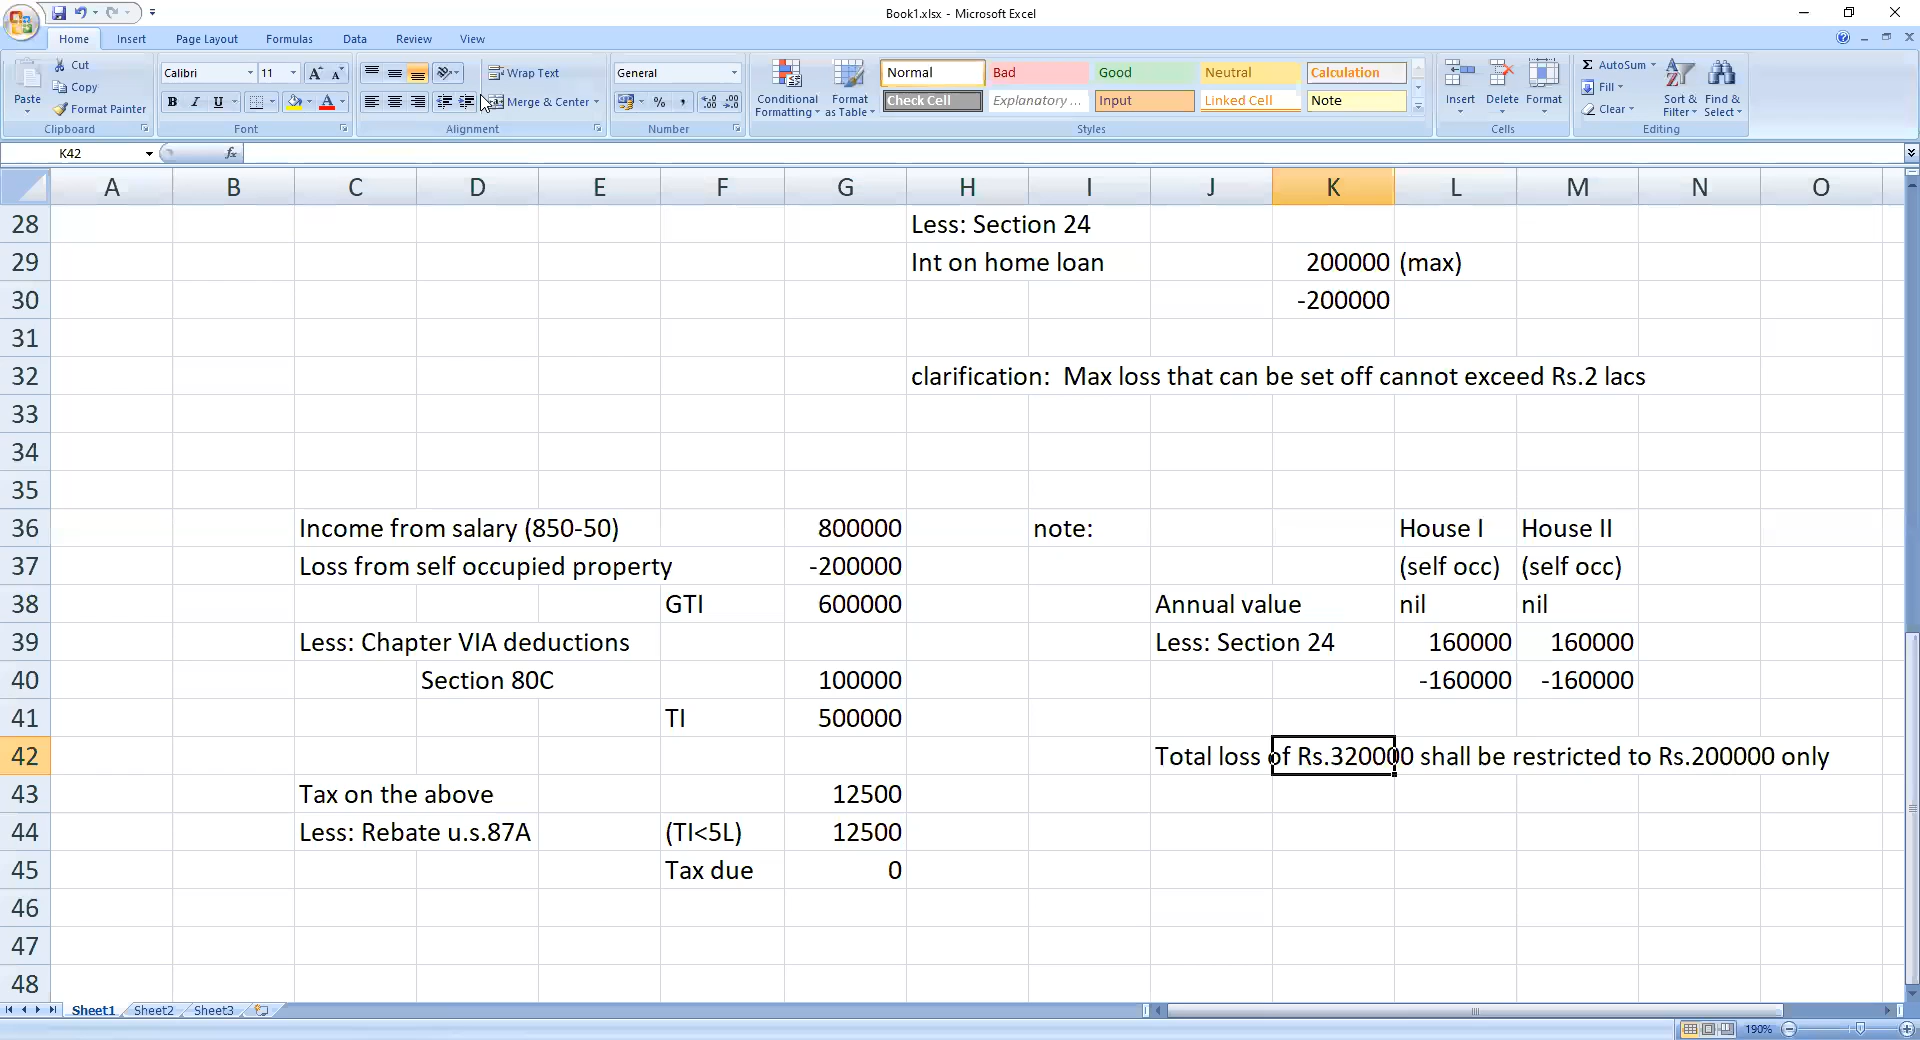 Book1.xlsx - Microsoft Excel
Home Insert Page Layout Formulas Data Review View
Paste
Cut
Copy
Format Painter
Clipboard
Calibri 11
B I U
Font
Wrap Text
Merge & Center
Alignment
General
Number
Conditional Formatting
Format as Table
Normal Bad Good Neutral Calculation
Check Cell Explanatory ... Input Linked Cell Note
Styles
Insert Delete Format
Cells
Σ AutoSum
Fill
Clear
Sort & Filter
Find & Select
Editing
K42 fx
A B C D E F G H I J K L M N O
28 Less: Section 24
29 Int on home loan 200000 (max)
30 -200000
31
32 clarification: Max loss that can be set off cannot exceed Rs.2 lacs
33
34
35
36 Income from salary (850-50) 800000 note: House I House II
37 Loss from self occupied property -200000 (self occ) (self occ)
38 GTI 600000 Annual value nil nil
39 Less: Chapter VIA deductions Less: Section 24 160000 160000
40 Section 80C 100000 -160000 -160000
41 TI 500000
42 Total loss of Rs.320000 shall be restricted to Rs.200000 only
43 Tax on the above 12500
44 Less: Rebate u.s.87A (TI<5L) 12500
45 Tax due 0
46
47
48
Sheet1 Sheet2 Sheet3
190%